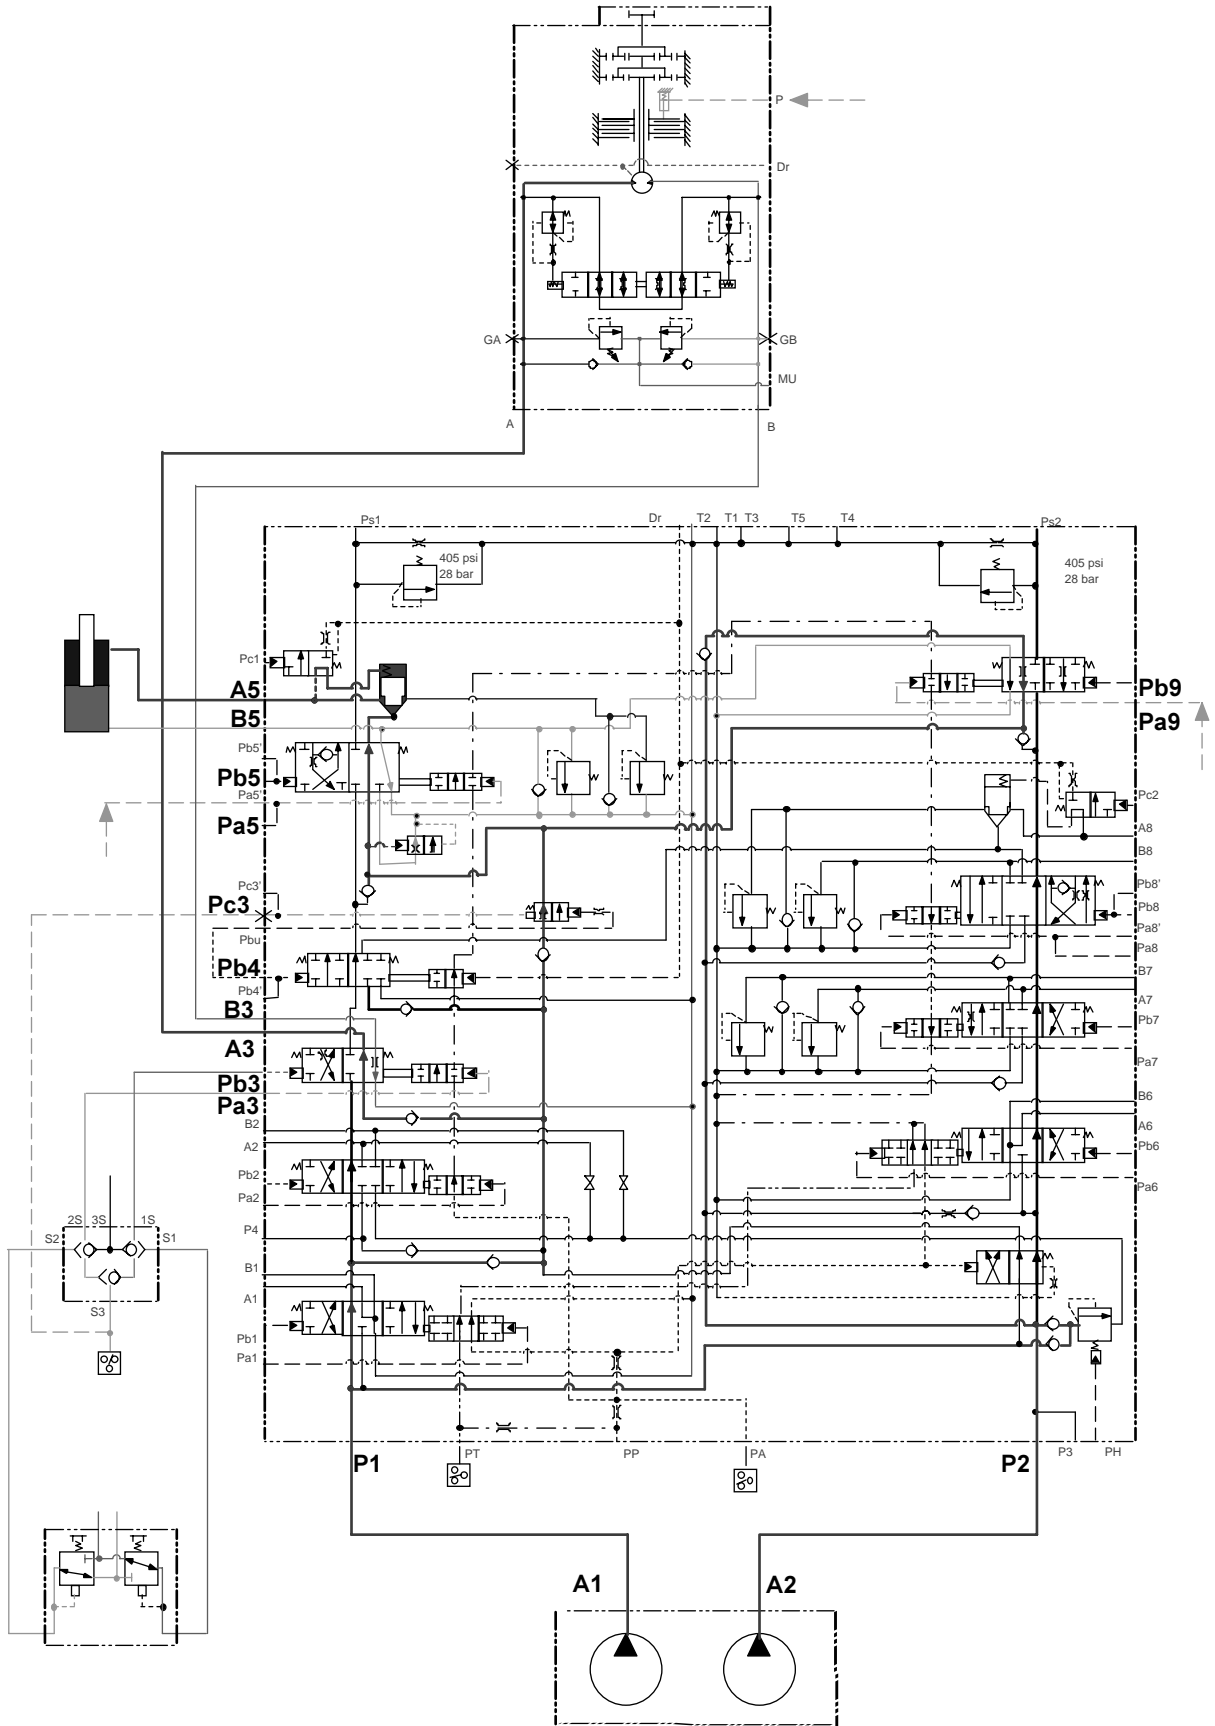 P
Dr
GA
GB
MU
A
B
Ps1
Dr
T2
T1
T3
T5
T4
Ps2
405 psi
28 bar
405 psi
28 bar
Pc1
A5
B5
Pb9
Pa9
Pb5'
Pb5
Pa5'
Pa5
Pc2
A8
B8
Pc3'
Pc3
Pb8'
Pb8
Pa8'
Pa8
Pbu
Pb4
Pb4'
B7
B3
A7
Pb7
A3
Pa7
Pb3
Pa3
B6
B2
A6
A2
Pb6
Pb2
Pa2
Pa6
2S
3S
1S
P4
S2
S1
B1
S3
A1
Pb1
Pa1
P1
PT
PP
PA
P2
P3
PH
A1
A2